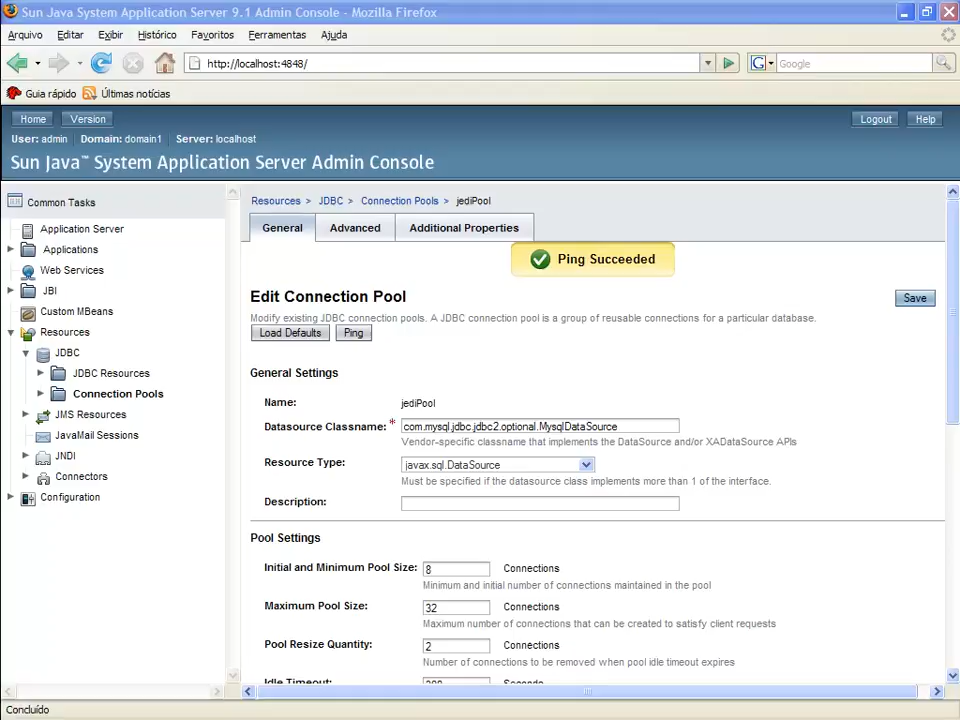 Sun Java System Application Server 9.1 Admin Console - Mozilla Firefox
Arquivo Editar Exibir Histórico Favoritos Ferramentas Ajuda
http://localhost:4848/ G Google
Guia rápido Últimas notícias
Home Version Logout Help
User: admin Domain: domain1 Server: localhost
Sun Java™ System Application Server Admin Console
Common Tasks
Application Server
Applications
Web Services
JBI
Custom MBeans
Resources
JDBC
JDBC Resources
Connection Pools
JMS Resources
JavaMail Sessions
JNDI
Connectors
Configuration
Resources > JDBC > Connection Pools > jediPool
General Advanced Additional Properties
Ping Succeeded
Edit Connection Pool Save
Modify existing JDBC connection pools. A JDBC connection pool is a group of reusable connections for a particular database.
Load Defaults Ping
General Settings
Name: jediPool
Datasource Classname: * com.mysql.jdbc.jdbc2.optional.MysqlDataSource
Vendor-specific classname that implements the DataSource and/or XADataSource APIs
Resource Type: javax.sql.DataSource
Must be specified if the datasource class implements more than 1 of the interface.
Description:
Pool Settings
Initial and Minimum Pool Size: 8 Connections
Minimum and initial number of connections maintained in the pool
Maximum Pool Size: 32 Connections
Maximum number of connections that can be created to satisfy client requests
Pool Resize Quantity: 2 Connections
Number of connections to be removed when pool idle timeout expires
Idle Timeout: 300 Seconds
Concluído